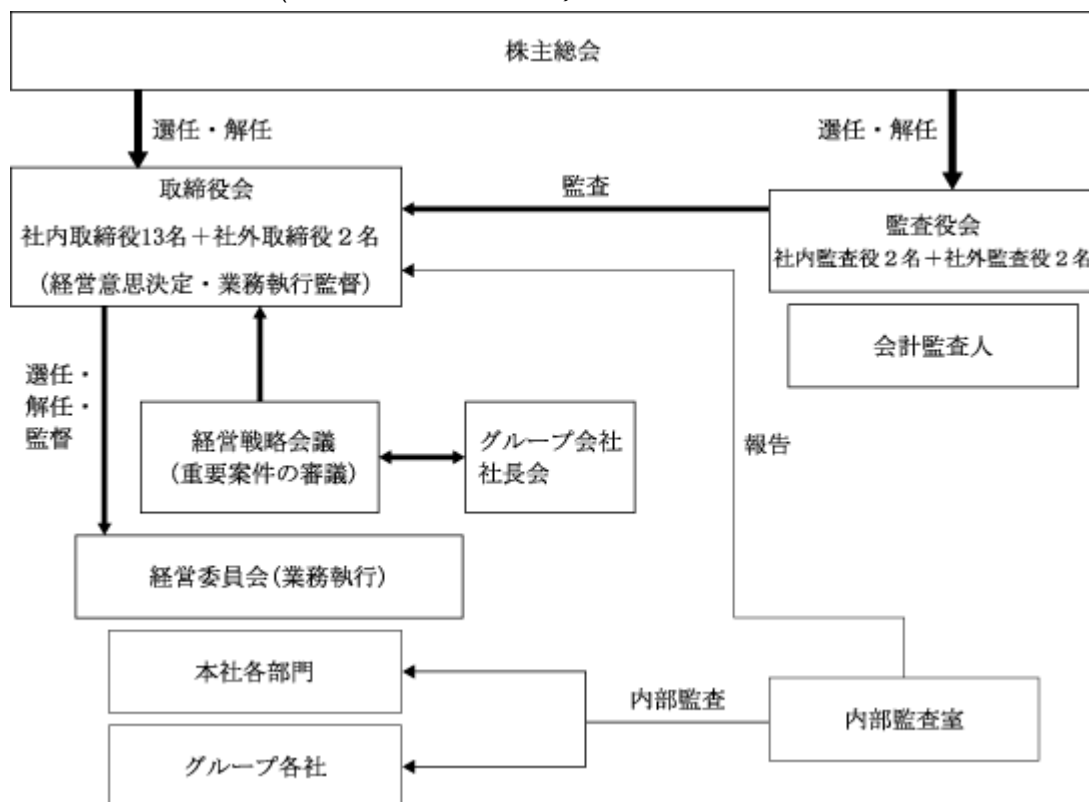 株主総会
選任・解任
選任・解任
取締役会
社内取締役13名＋社外取締役２名
(経営意思決定・業務執行監督)
監査
監査役会
社内監査役２名＋社外監査役２名
会計監査人
選任・
解任・
監督
経営戦略会議
(重要案件の審議)
グループ会社
社長会
報告
経営委員会(業務執行)
本社各部門
内部監査
内部監査室
グループ各社